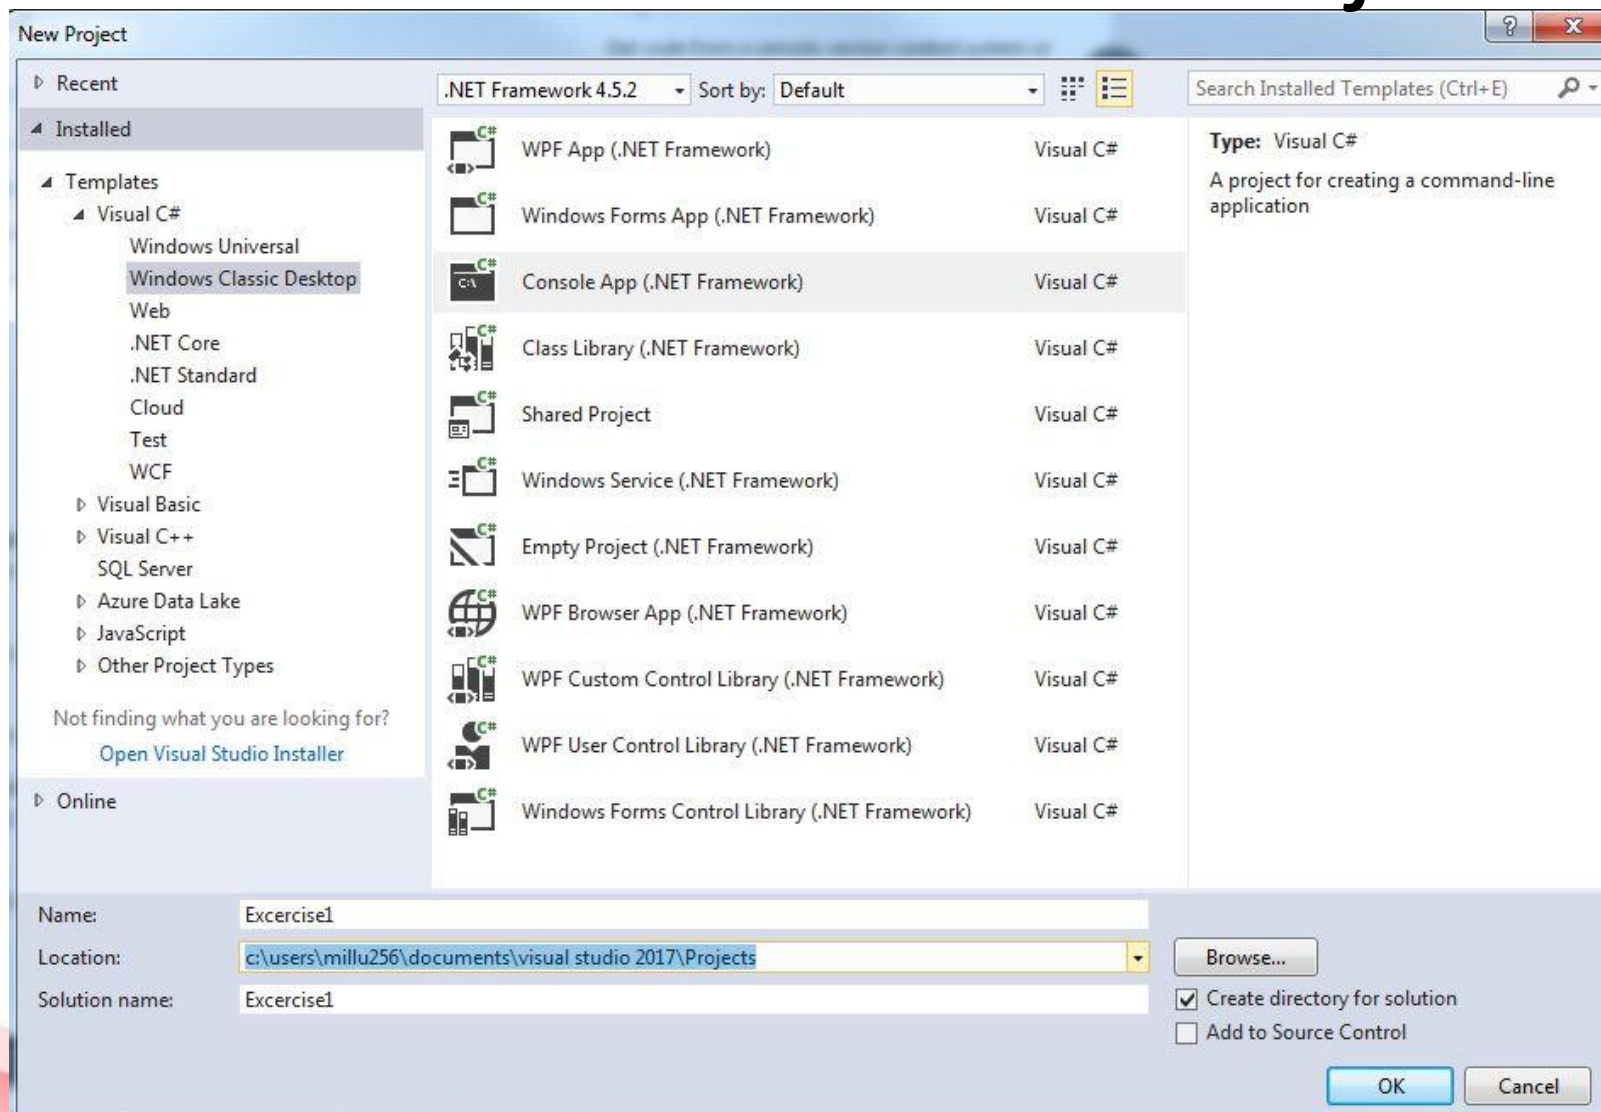 New Project
Recent
.NET Framework 4.5.2
Sort by: Default
Search Installed Templates (Ctrl+E)
Installed
Templates
Visual C#
Windows Universal
Windows Classic Desktop
Web
.NET Core
.NET Standard
Cloud
Test
WCF
Visual Basic
Visual C++
SQL Server
Azure Data Lake
JavaScript
Other Project Types
Not finding what you are looking for?
Open Visual Studio Installer
Online
WPF App (.NET Framework) Visual C#
Windows Forms App (.NET Framework) Visual C#
Console App (.NET Framework) Visual C#
Class Library (.NET Framework) Visual C#
Shared Project Visual C#
Windows Service (.NET Framework) Visual C#
Empty Project (.NET Framework) Visual C#
WPF Browser App (.NET Framework) Visual C#
WPF Custom Control Library (.NET Framework) Visual C#
WPF User Control Library (.NET Framework) Visual C#
Windows Forms Control Library (.NET Framework) Visual C#
Type: Visual C#
A project for creating a command-line
application
Name: Excercise1
Location: c:\users\millu256\documents\visual studio 2017\Projects
Browse...
Solution name: Excercise1
Create directory for solution
Add to Source Control
OK Cancel